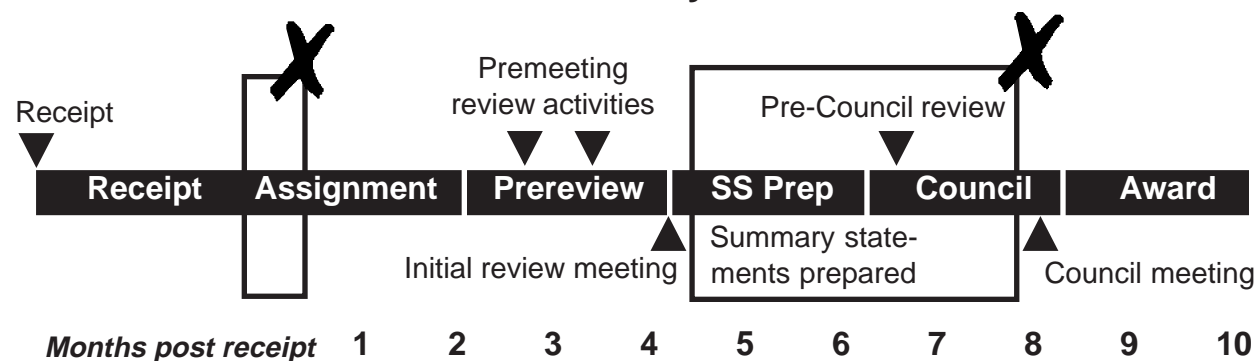 Receipt
Premeeting
review activities
Pre-Council review
Receipt Assignment Prereview SS Prep Council Award
Initial review meeting
Summary state-
ments prepared
Council meeting
Months post receipt 1 2 3 4 5 6 7 8 9 10